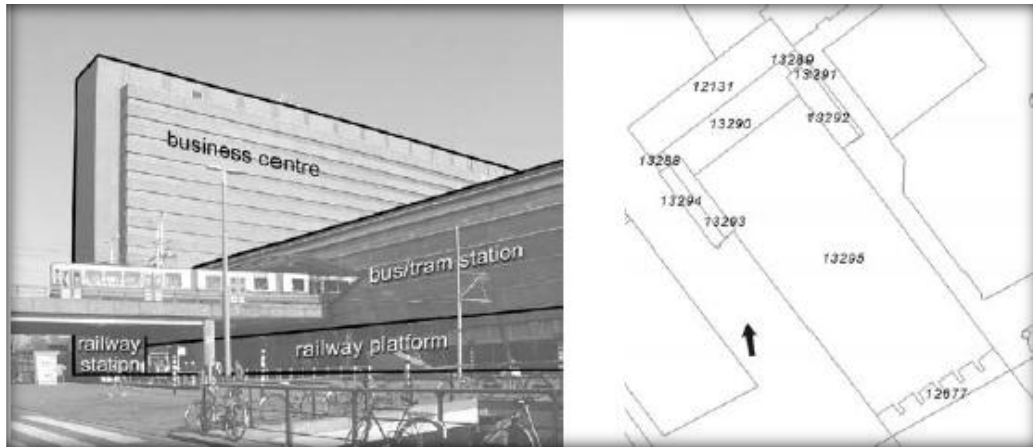 business centre
bus/tram station
railway platform
railway
station
13289
13291
12131
13292
13290
13288
13294
13293
13295
12677